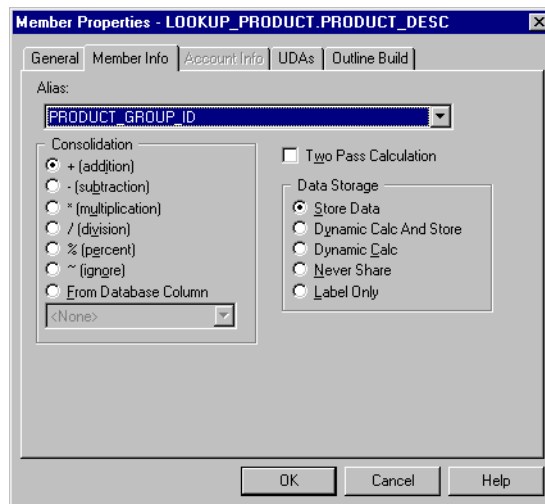 Member Properties - LOOKUP_PRODUCT.PRODUCT_DESC
General Member Info Account Info UDAs Outline Build
Alias:
PRODUCT_GROUP_ID
Consolidation
+ (addition)
- (subtraction)
* (multiplication)
/ (division)
% (percent)
~ (ignore)
From Database Column
<None>
Two Pass Calculation
Data Storage
Store Data
Dynamic Calc And Store
Dynamic Calc
Never Share
Label Only
OK Cancel Help